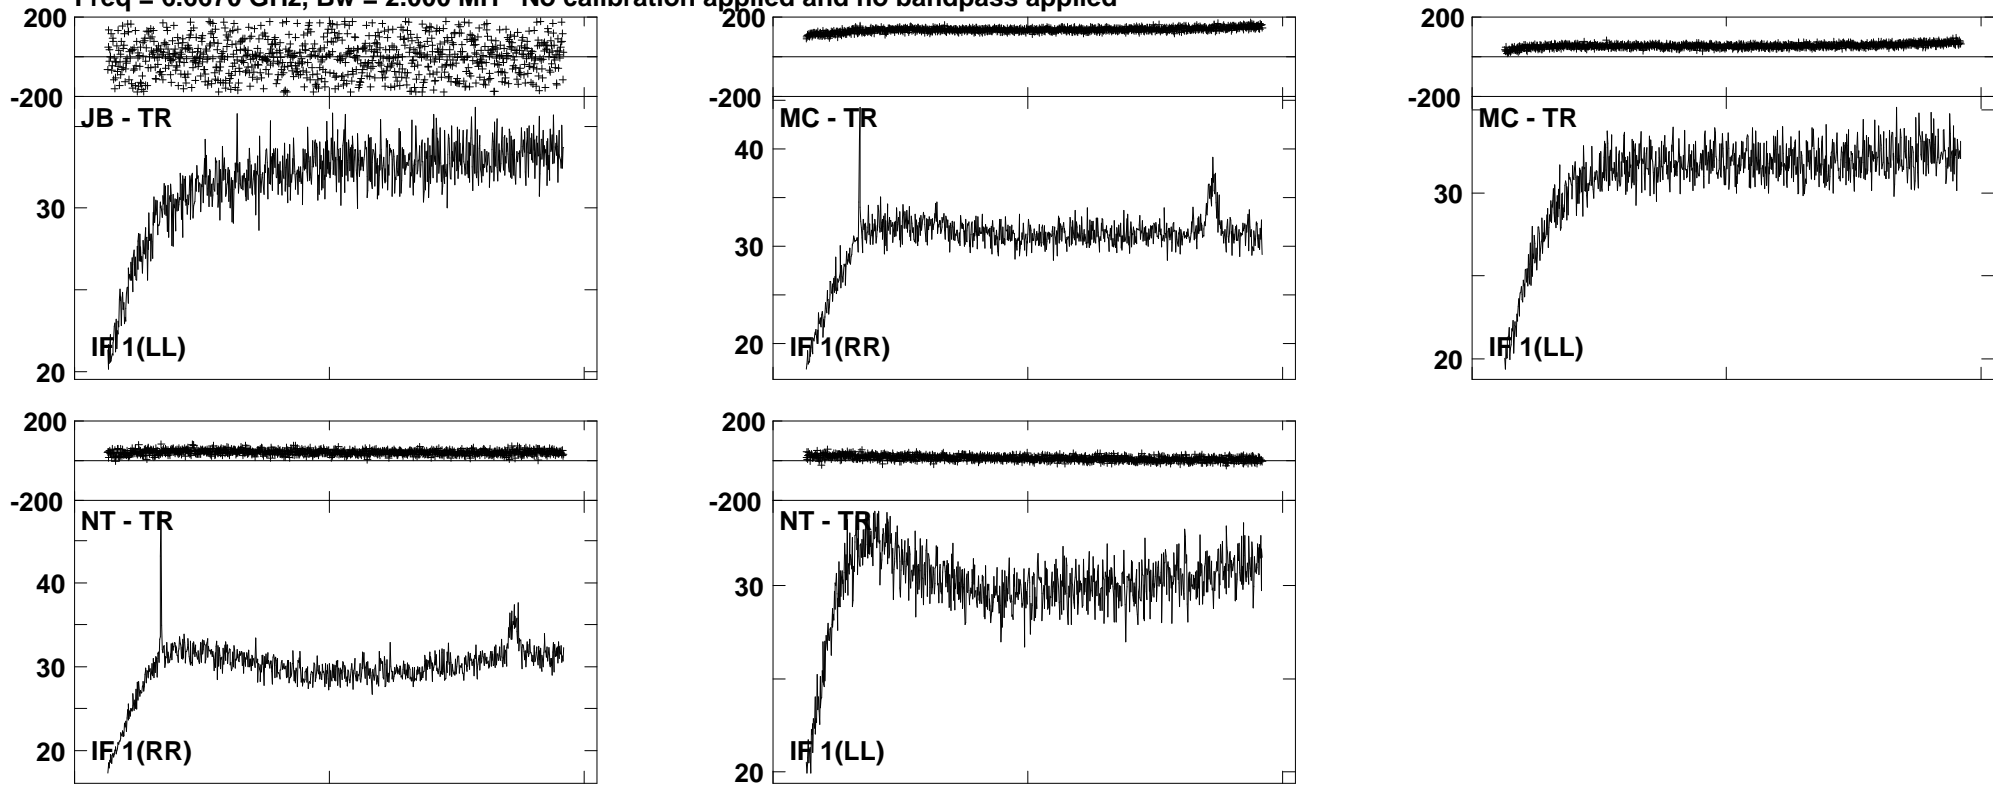 Freq = 6.6670 GHz, Bw = 2.000 MH No calibration applied and no bandpass applied
200
-200
JB - TR
30
20
IF 1(LL)
200
-200
MC - TR
40
30
20
IF 1(RR)
200
-200
MC - TR
30
20
IF 1(LL)
200
-200
NT - TR
40
30
20
IF 1(RR)
200
-200
NT - TR
30
20
IF 1(LL)